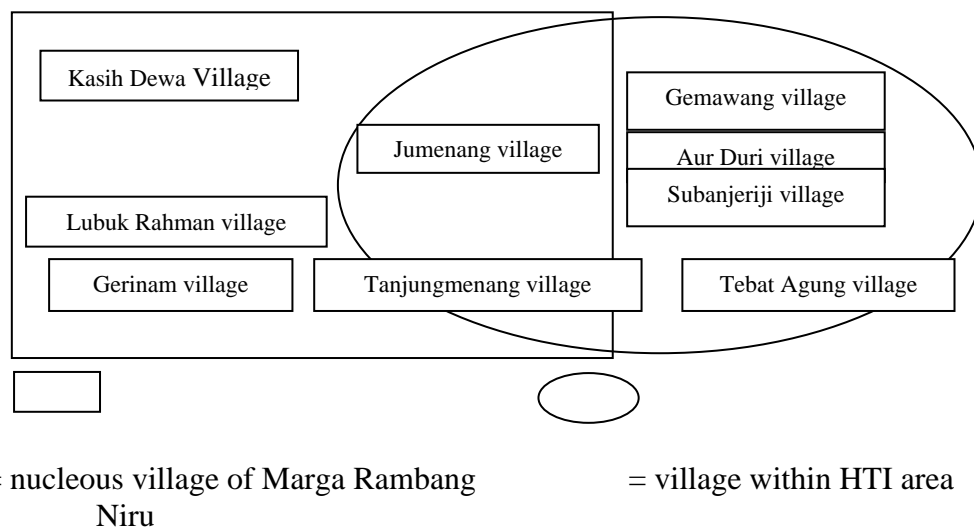 Kasih Dewa Village
Gemawang village
Jumenang village
Aur Duri village
Subanjeriji village
Lubuk Rahman village
Gerinam village
Tanjungmenang village
Tebat Agung village
= nucleous village of Marga Rambang
Niru
= village within HTI area